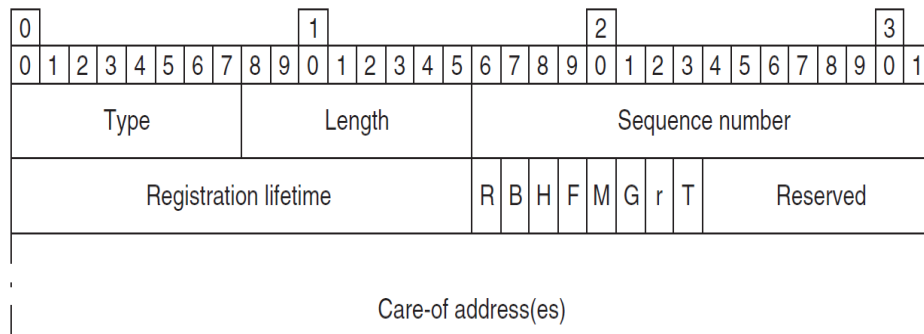 0 1 2 3
0 1 2 3 4 5 6 7 8 9 0 1 2 3 4 5 6 7 8 9 0 1 2 3 4 5 6 7 8 9 0 1
Type Length Sequence number
Registration lifetime R B H F M G r T Reserved
Care-of address(es)